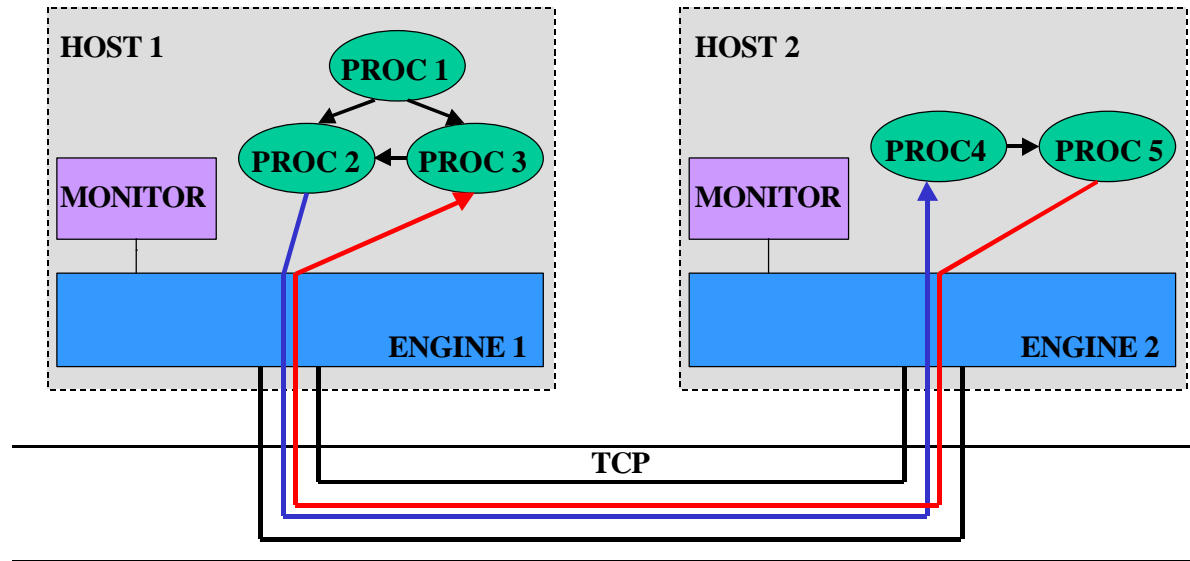 HOST 1
PROC 1
PROC 2
PROC 3
MONITOR
ENGINE 1
HOST 2
PROC4
PROC 5
MONITOR
ENGINE 2
TCP